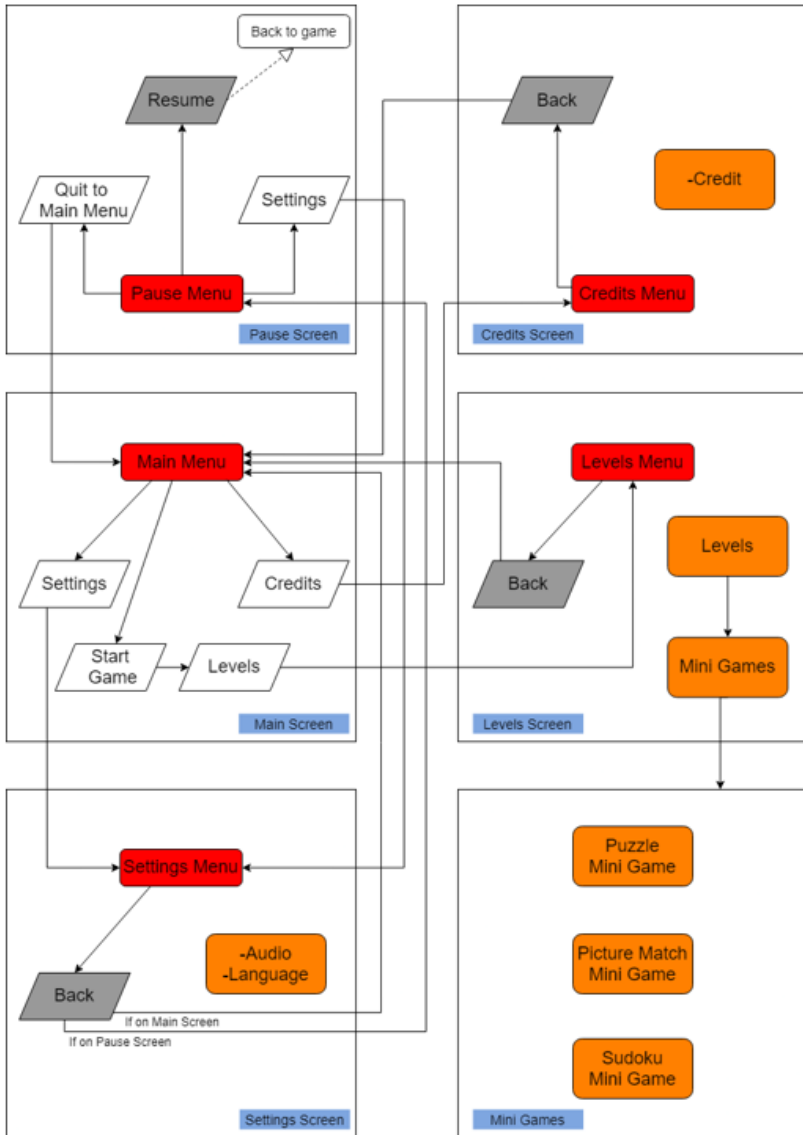 Back to game
Resume
Quit to
Main Menu
Settings
Pause Menu
Pause Screen
Back
-Credit
Credits Menu
Credits Screen
Main Menu
Settings
Credits
Start
Game
Levels
Main Screen
Levels Menu
Levels
Back
Mini Games
Levels Screen
Settings Menu
-Audio
-Language
Back
If on Main Screen
If on Pause Screen
Settings Screen
Puzzle
Mini Game
Picture Match
Mini Game
Sudoku
Mini Game
Mini Games